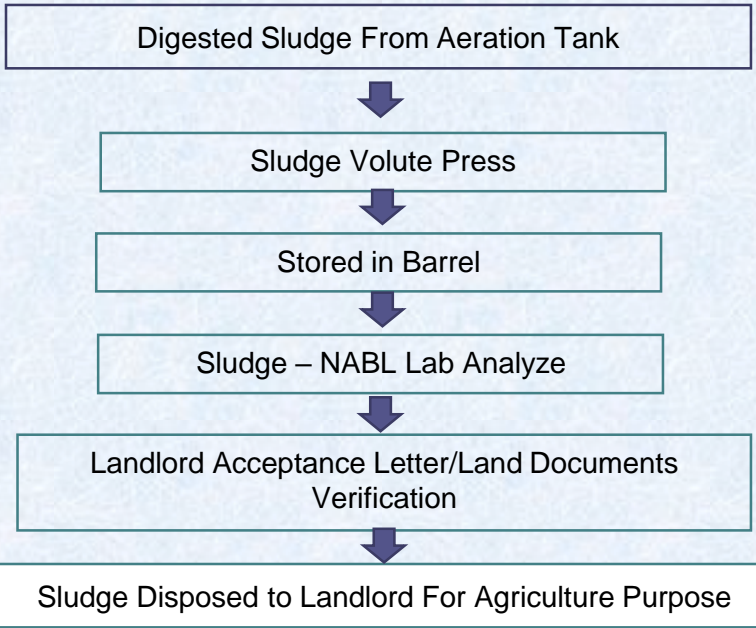 Digested Sludge From Aeration Tank
Sludge Volute Press
Stored in Barrel
Sludge – NABL Lab Analyze
Landlord Acceptance Letter/Land Documents
Verification
Sludge Disposed to Landlord For Agriculture Purpose